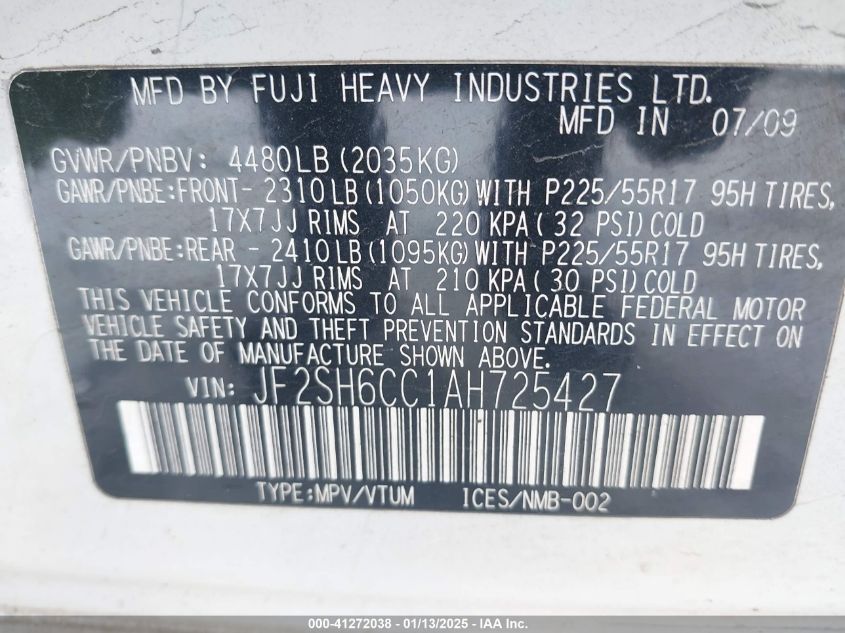 MFD BY FUJI HEAVY INDUSTRIES LTD.
MFD IN 07/09
GVWR/PNBV: 4480LB(2035KG)
GAWR/PNBE:FRONT- 2310LB(1050KG)WITH P225/55R17 95H TIRES,
17X7JJ RIMS AT 220 KPA(32 PSI)COLD
GAWR/PNBE:REAR - 2410LB(1095KG)WITH P225/55R17 95H TIRES,
17X7JJ RIMS AT 210 KPA(30 PSI)COLD
THIS VEHICLE CONFORMS TO ALL APPLICABLE FEDERAL MOTOR
VEHICLE SAFETY AND THEFT PREVENTION STANDARDS IN EFFECT ON
THE DATE OF MANUFACTURE SHOWN ABOVE.
VIN: JF2SH6CC1AH725427
TYPE:MPV/VTUM ICES/NMB-002
000-41272038 - 01/13/2025 - IAA Inc.